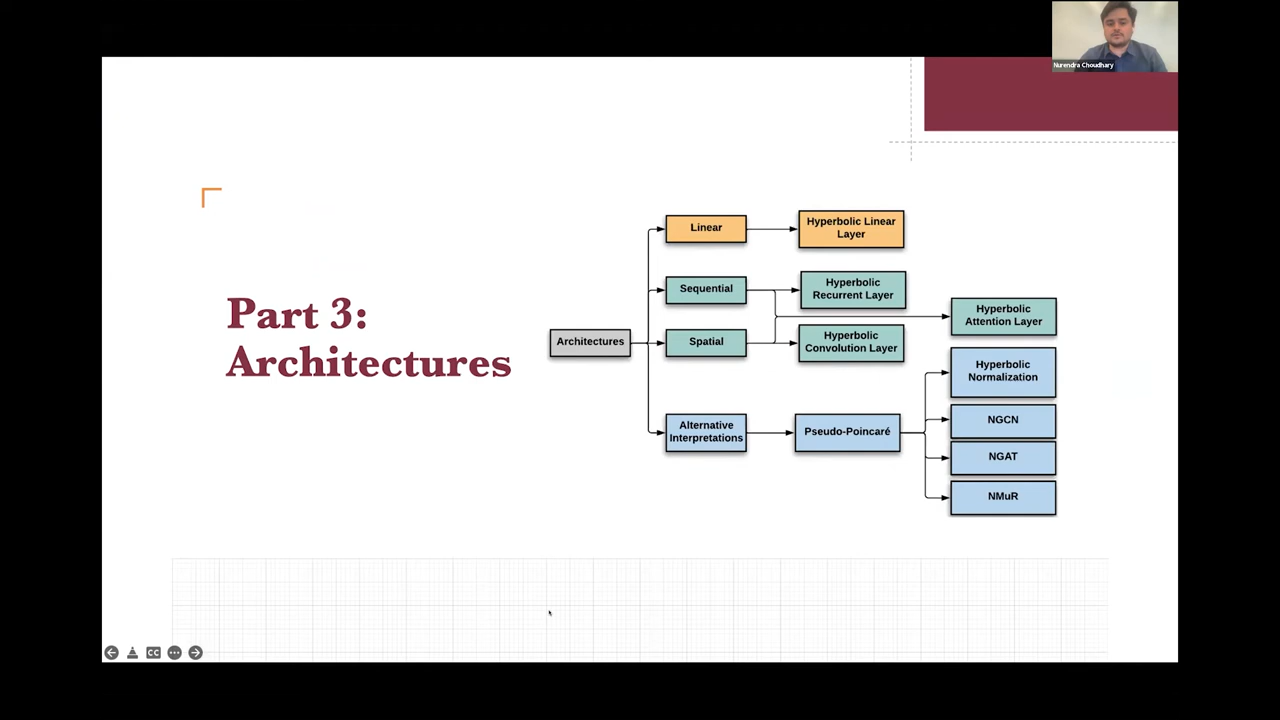 Nurendra Choudhary
Part 3:
Architectures
Architectures
Linear
Hyperbolic Linear
Layer
Sequential
Hyperbolic
Recurrent Layer
Hyperbolic
Attention Layer
Spatial
Hyperbolic
Convolution Layer
Alternative
Interpretations
Pseudo-Poincaré
Hyperbolic
Normalization
NGCN
NGAT
NMuR
CC